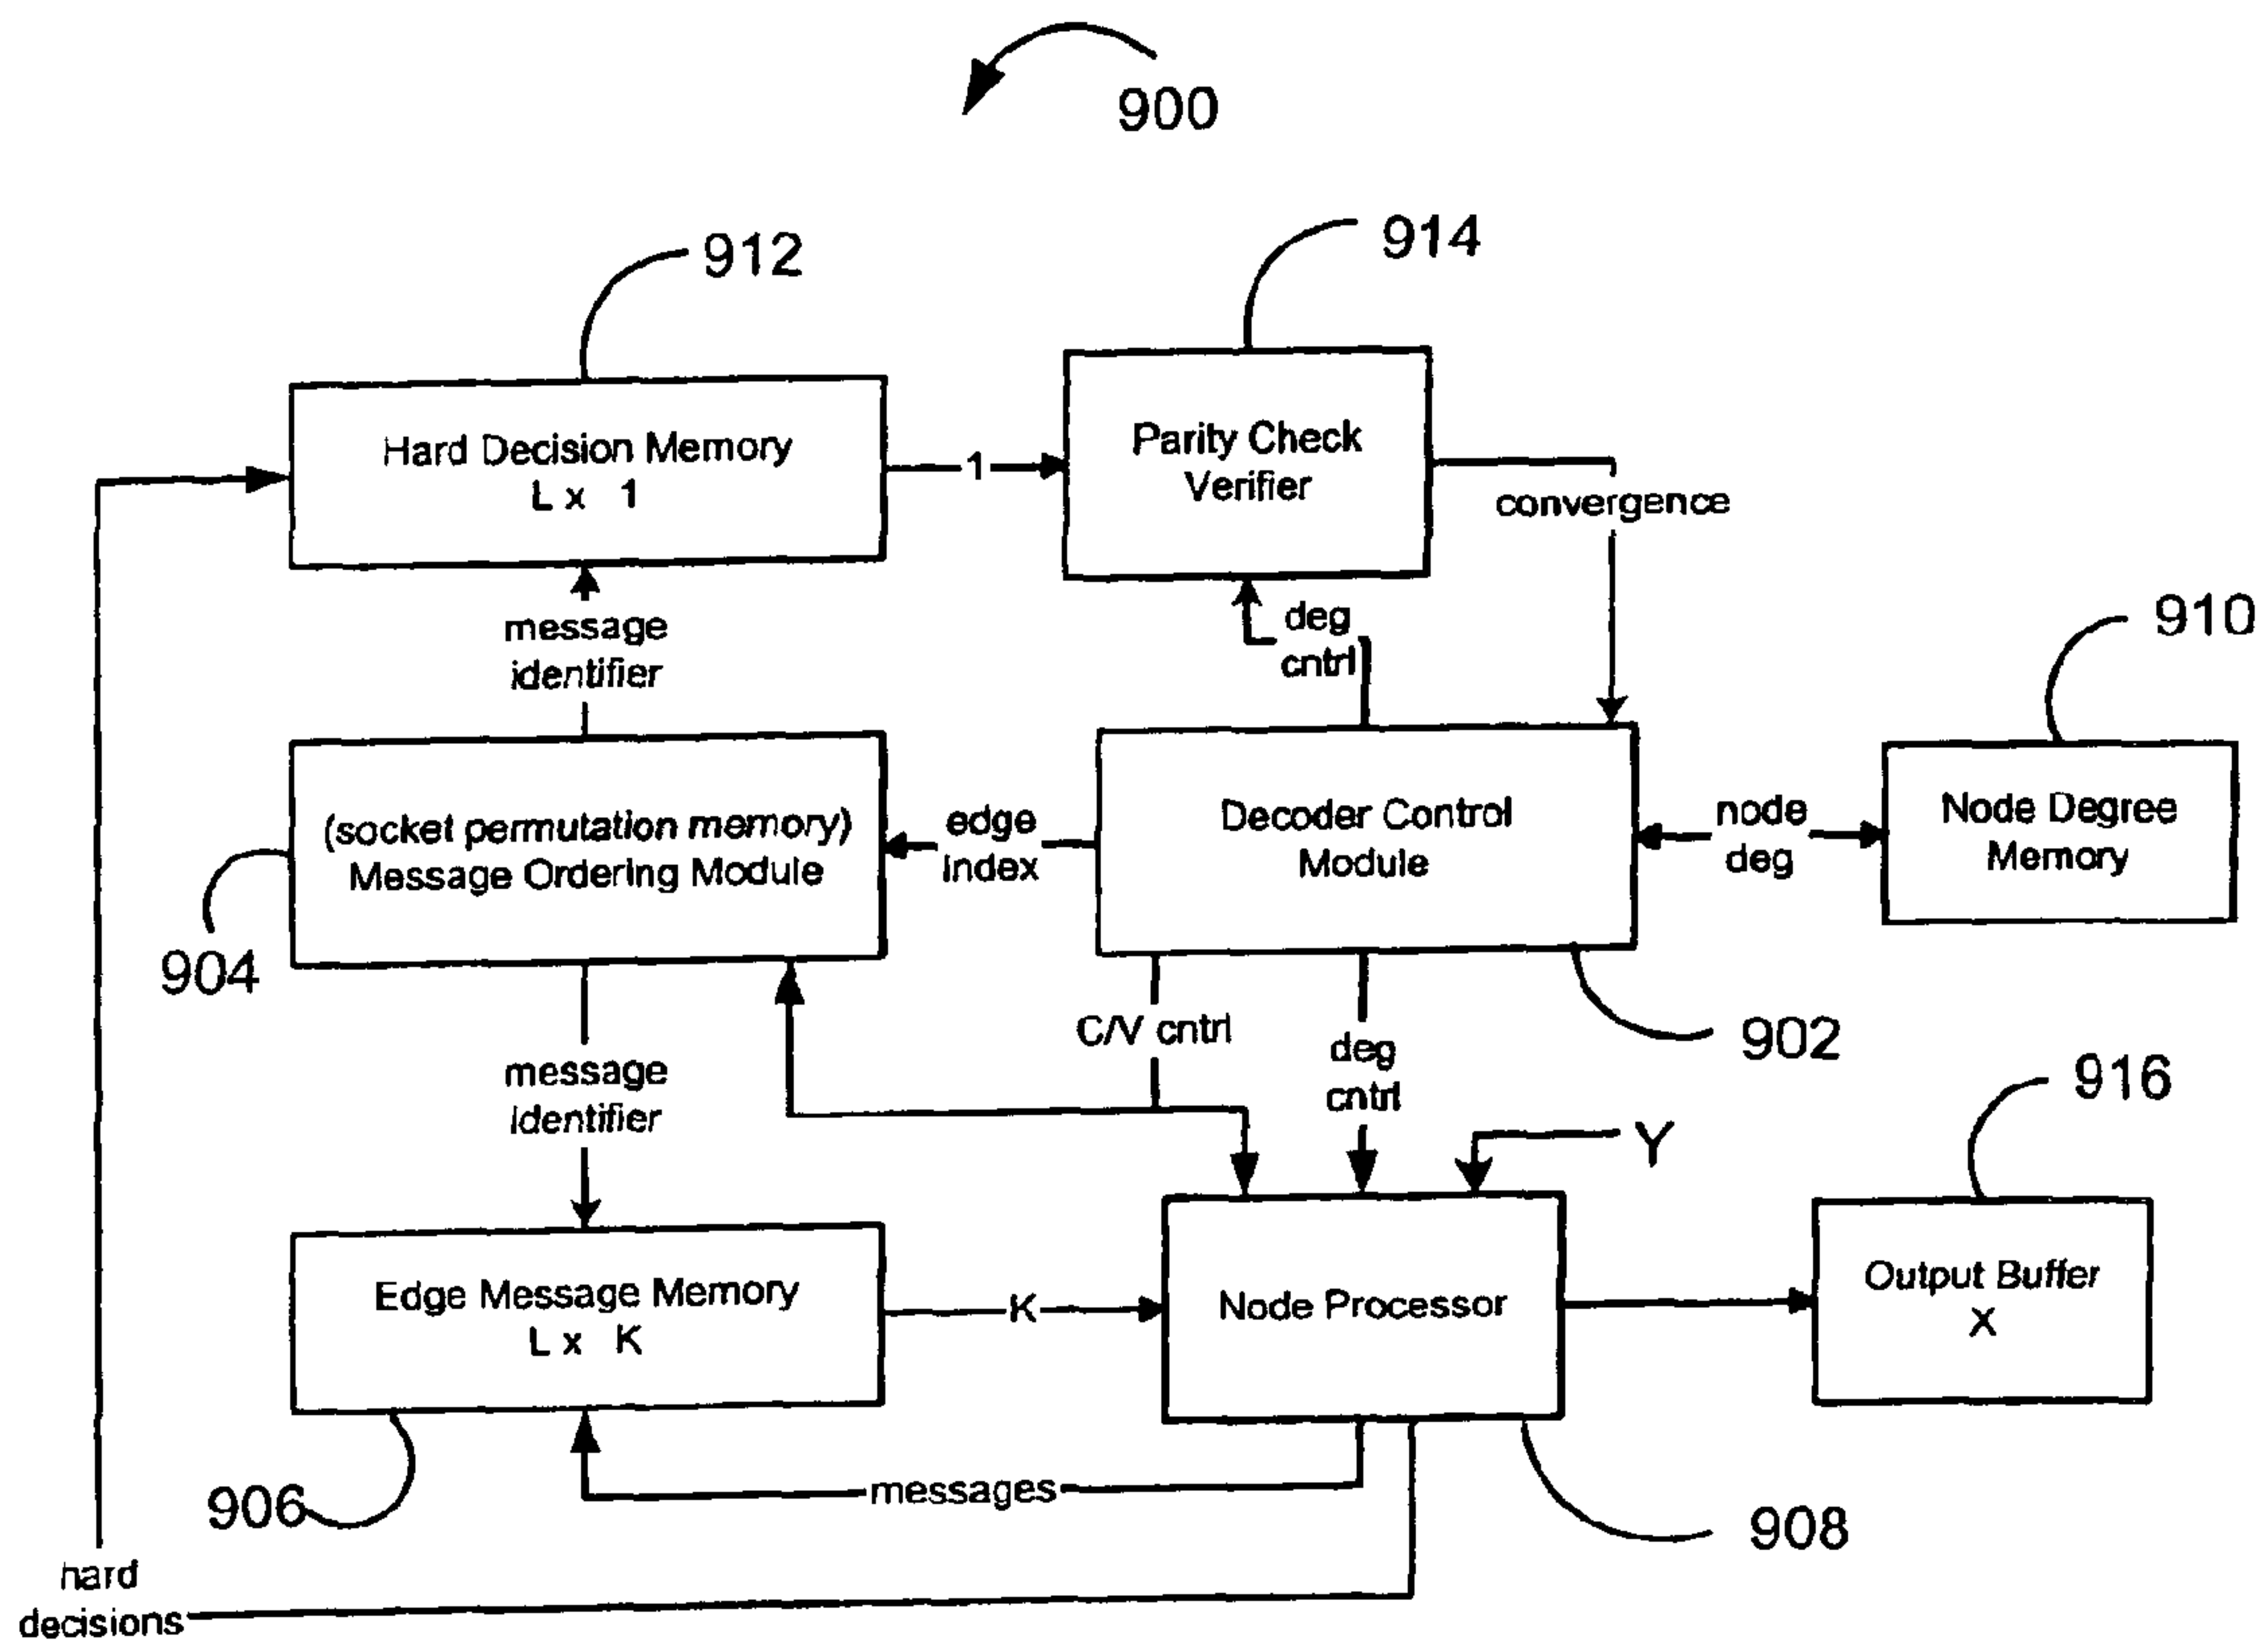 900
912
914
Hard Decision Memory
L x 1
1
Parity Check
Verifier
convergence
message
identifier
deg
cntrl
910
(socket permutation memory)
Message Ordering Module
edge
index
Decoder Control
Module
node
deg
Node Degree
Memory
904
C/V cntrl
deg
cntrl
902
message
identifier
916
Y
Edge Message Memory
L x K
K
Node Processor
Output Buffer
X
906
messages
908
hard
decisions